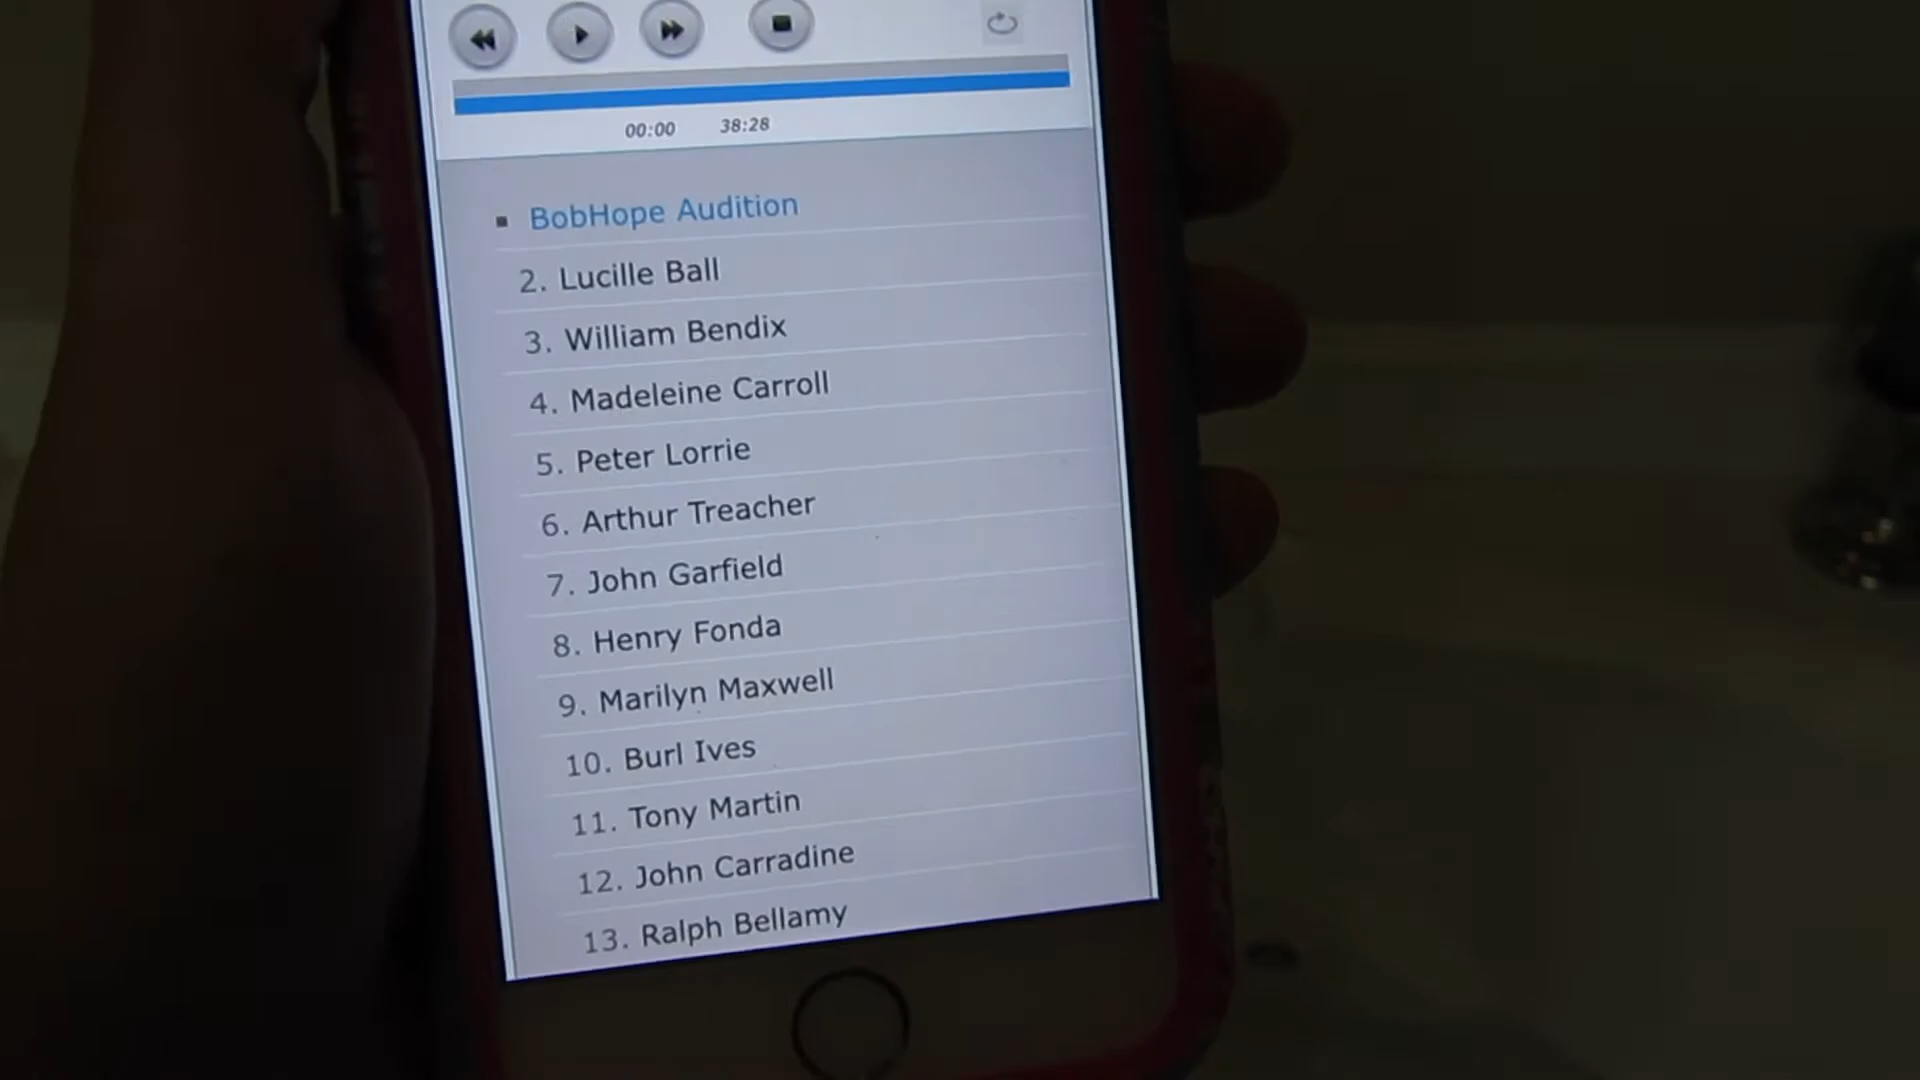 00:00 38:28
BobHope Audition
2. Lucille Ball
3. William Bendix
4. Madeleine Carroll
5. Peter Lorrie
6. Arthur Treacher
7. John Garfield
8. Henry Fonda
9. Marilyn Maxwell
10. Burl Ives
11. Tony Martin
12. John Carradine
13. Ralph Bellamy